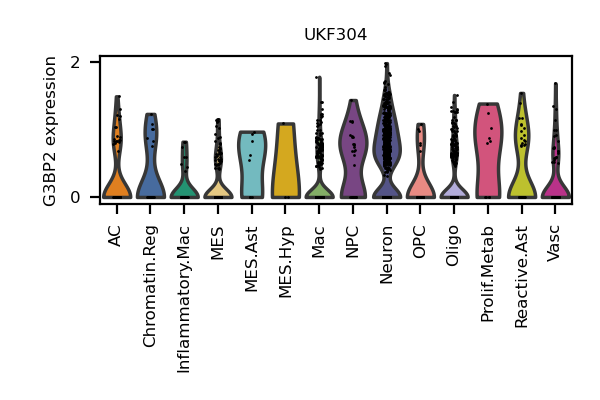 UKF304
G3BP2 expression
2
0
AC
Chromatin.Reg
Inflammatory.Mac
MES
MES.Ast
MES.Hyp
Mac
NPC
Neuron
OPC
Oligo
Prolif.Metab
Reactive.Ast
Vasc